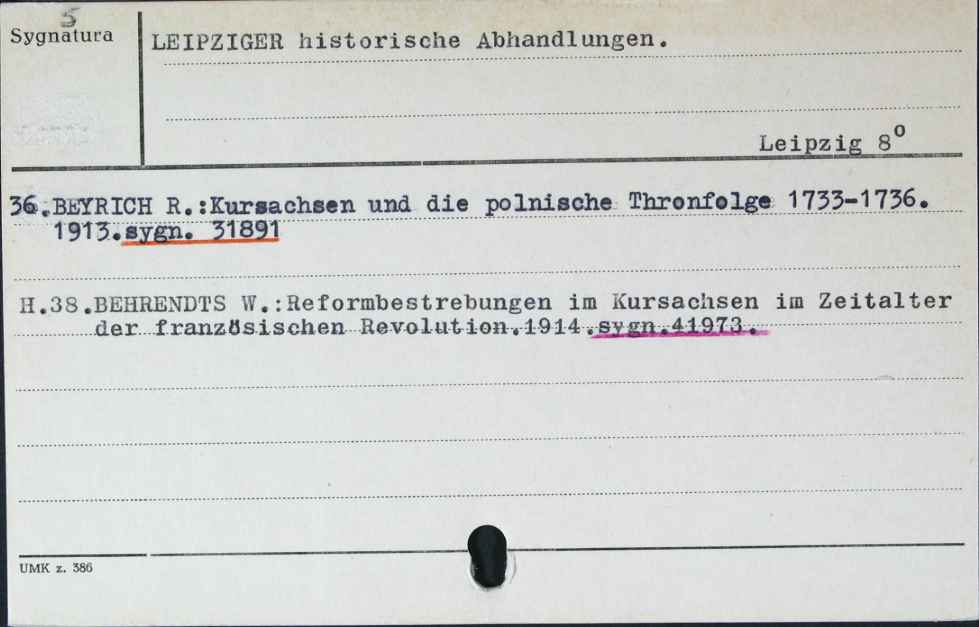 5
Sygnatura
LEIPZIGER historische Abhandlungen.
Leipzig 8º
36.BEYRICH R.:Kursachsen und die polnische Thronfolge 1733-1736.
1913.sygn. 31891
H.38.BEHRENDTS W.:Reformbestrebungen im Kursachsen im Zeitalter
der französischen Revolution.1914.sygn.41973.
UMK z. 386